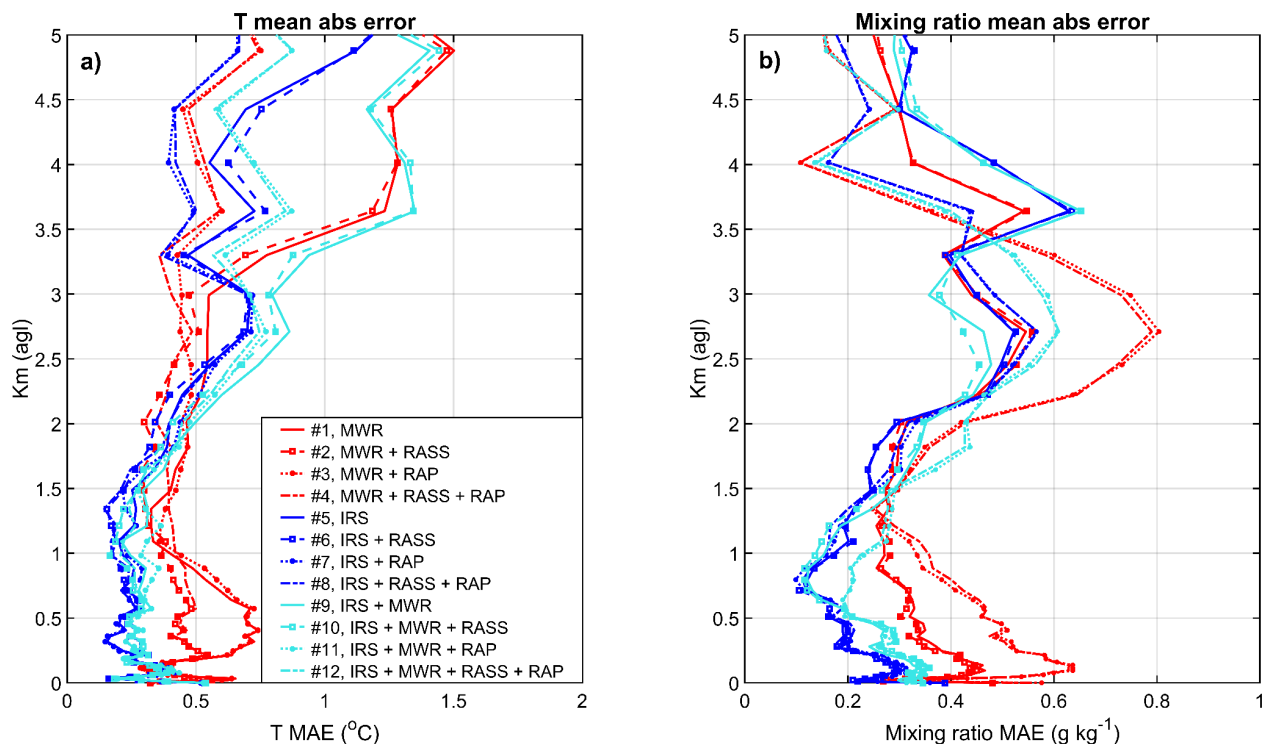 T mean abs error
a)
5
4.5
4
3.5
3
2.5
2
1.5
1
0.5
0
Km (agl)
#1, MWR
#2, MWR + RASS
#3, MWR + RAP
#4, MWR + RASS + RAP
#5, IRS
#6, IRS + RASS
#7, IRS + RAP
#8, IRS + RASS + RAP
#9, IRS + MWR
#10, IRS + MWR + RASS
#11, IRS + MWR + RAP
#12, IRS + MWR + RASS + RAP
0 0.5 1 1.5 2
T MAE (°C)
Mixing ratio mean abs error
b)
5
4.5
4
3.5
3
2.5
2
1.5
1
0.5
0
Km (agl)
0 0.2 0.4 0.6 0.8 1
Mixing ratio MAE (g kg⁻¹)